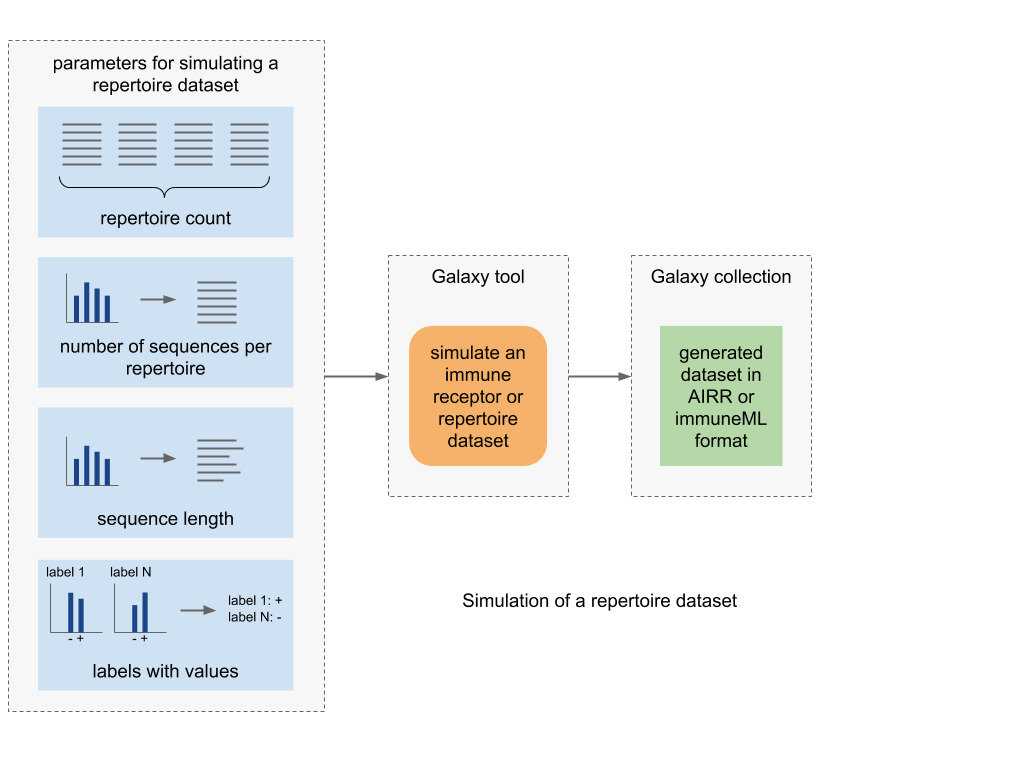 parameters for simulating a
repertoire dataset
repertoire count
number of sequences per
repertoire
sequence length
label 1
label N
- +
- +
label 1: +
label N: -
labels with values
Galaxy tool
simulate an
immune
receptor or
repertoire
dataset
Galaxy collection
generated
dataset in
AIRR or
immuneML
format
Simulation of a repertoire dataset